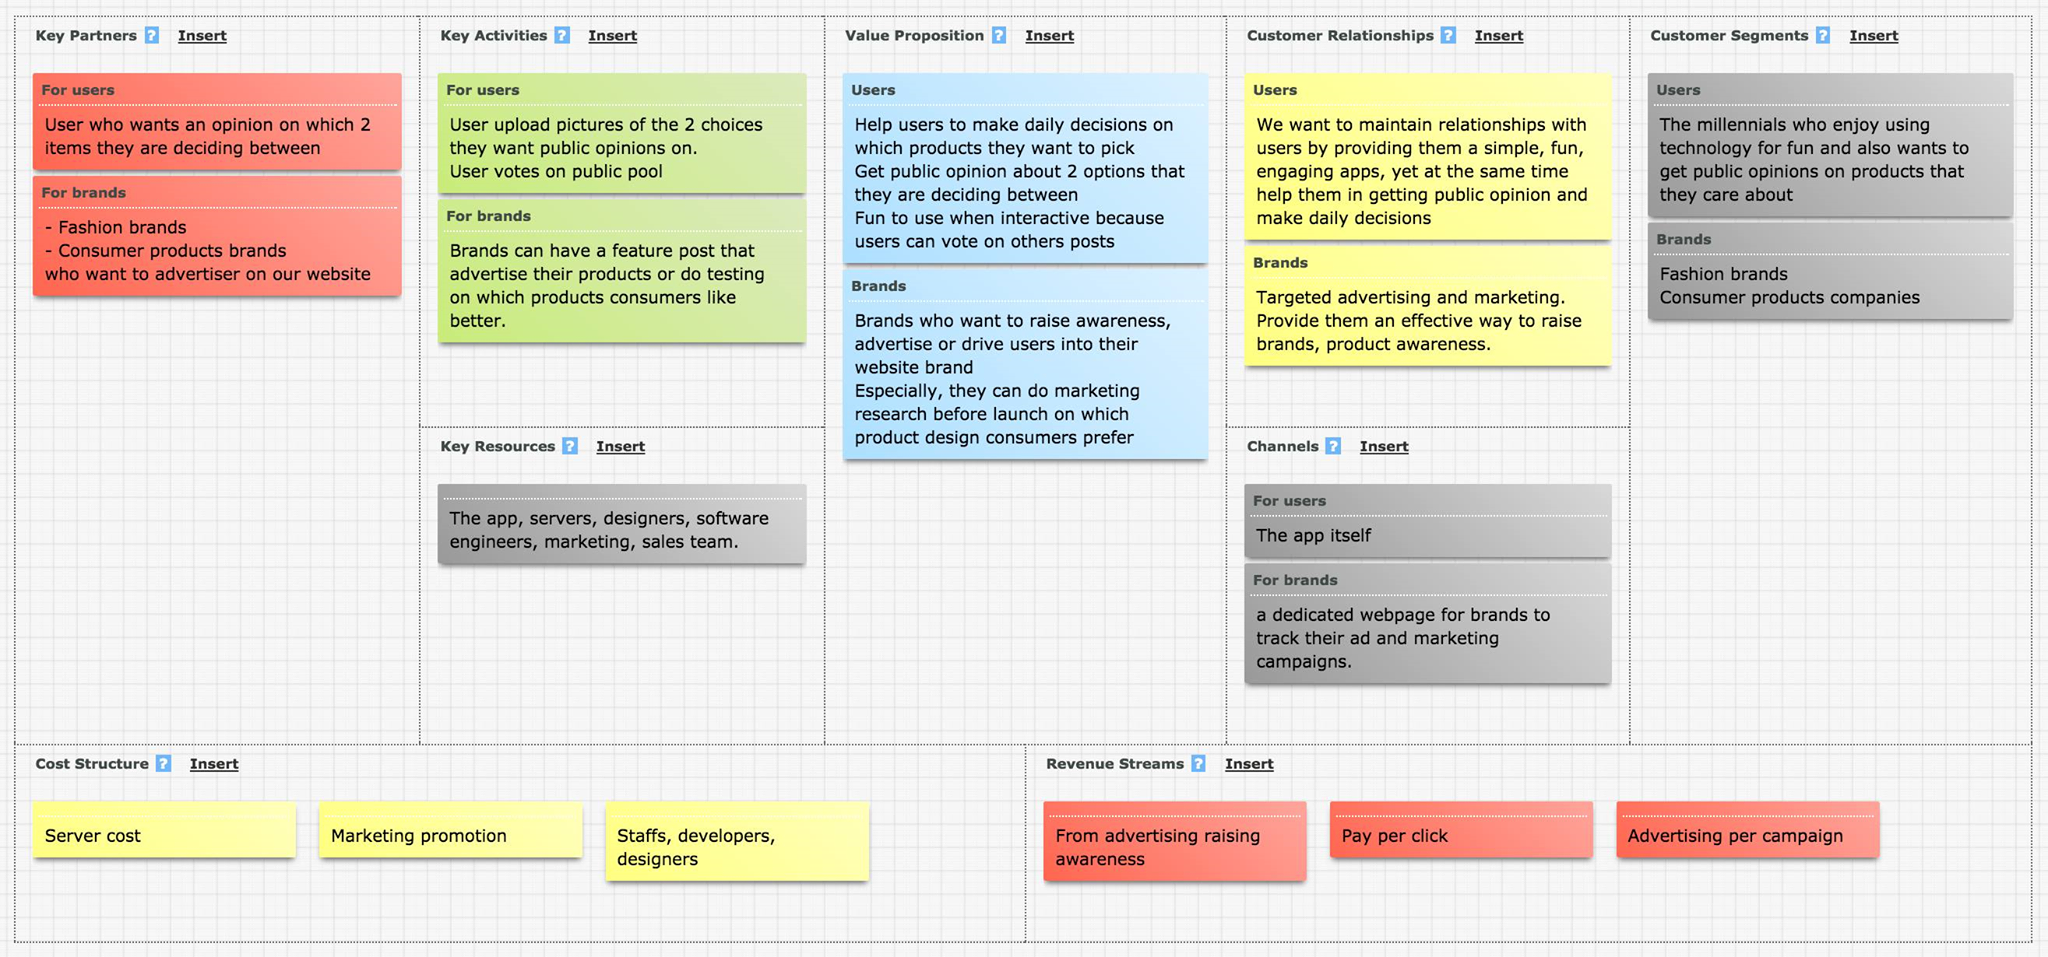 Key Partners ? Insert
For users
User who wants an opinion on which 2
items they are deciding between
For brands
- Fashion brands
- Consumer products brands
who want to advertiser on our website
Key Activities ? Insert
For users
User upload pictures of the 2 choices
they want public opinions on.
User votes on public pool
For brands
Brands can have a feature post that
advertise their products or do testing
on which products consumers like
better.
Key Resources ? Insert
The app, servers, designers, software
engineers, marketing, sales team.
Value Proposition ? Insert
Users
Help users to make daily decisions on
which products they want to pick
Get public opinion about 2 options that
they are deciding between
Fun to use when interactive because
users can vote on others posts
Brands
Brands who want to raise awareness,
advertise or drive users into their
website brand
Especially, they can do marketing
research before launch on which
product design consumers prefer
Customer Relationships ? Insert
Users
We want to maintain relationships with
users by providing them a simple, fun,
engaging apps, yet at the same time
help them in getting public opinion and
make daily decisions
Brands
Targeted advertising and marketing.
Provide them an effective way to raise
brands, product awareness.
Channels ? Insert
For users
The app itself
For brands
a dedicated webpage for brands to
track their ad and marketing
campaigns.
Customer Segments ? Insert
Users
The millennials who enjoy using
technology for fun and also wants to
get public opinions on products that
they care about
Brands
Fashion brands
Consumer products companies
Cost Structure ? Insert
Server cost
Marketing promotion
Staffs, developers,
designers
Revenue Streams ? Insert
From advertising raising
awareness
Pay per click
Advertising per campaign